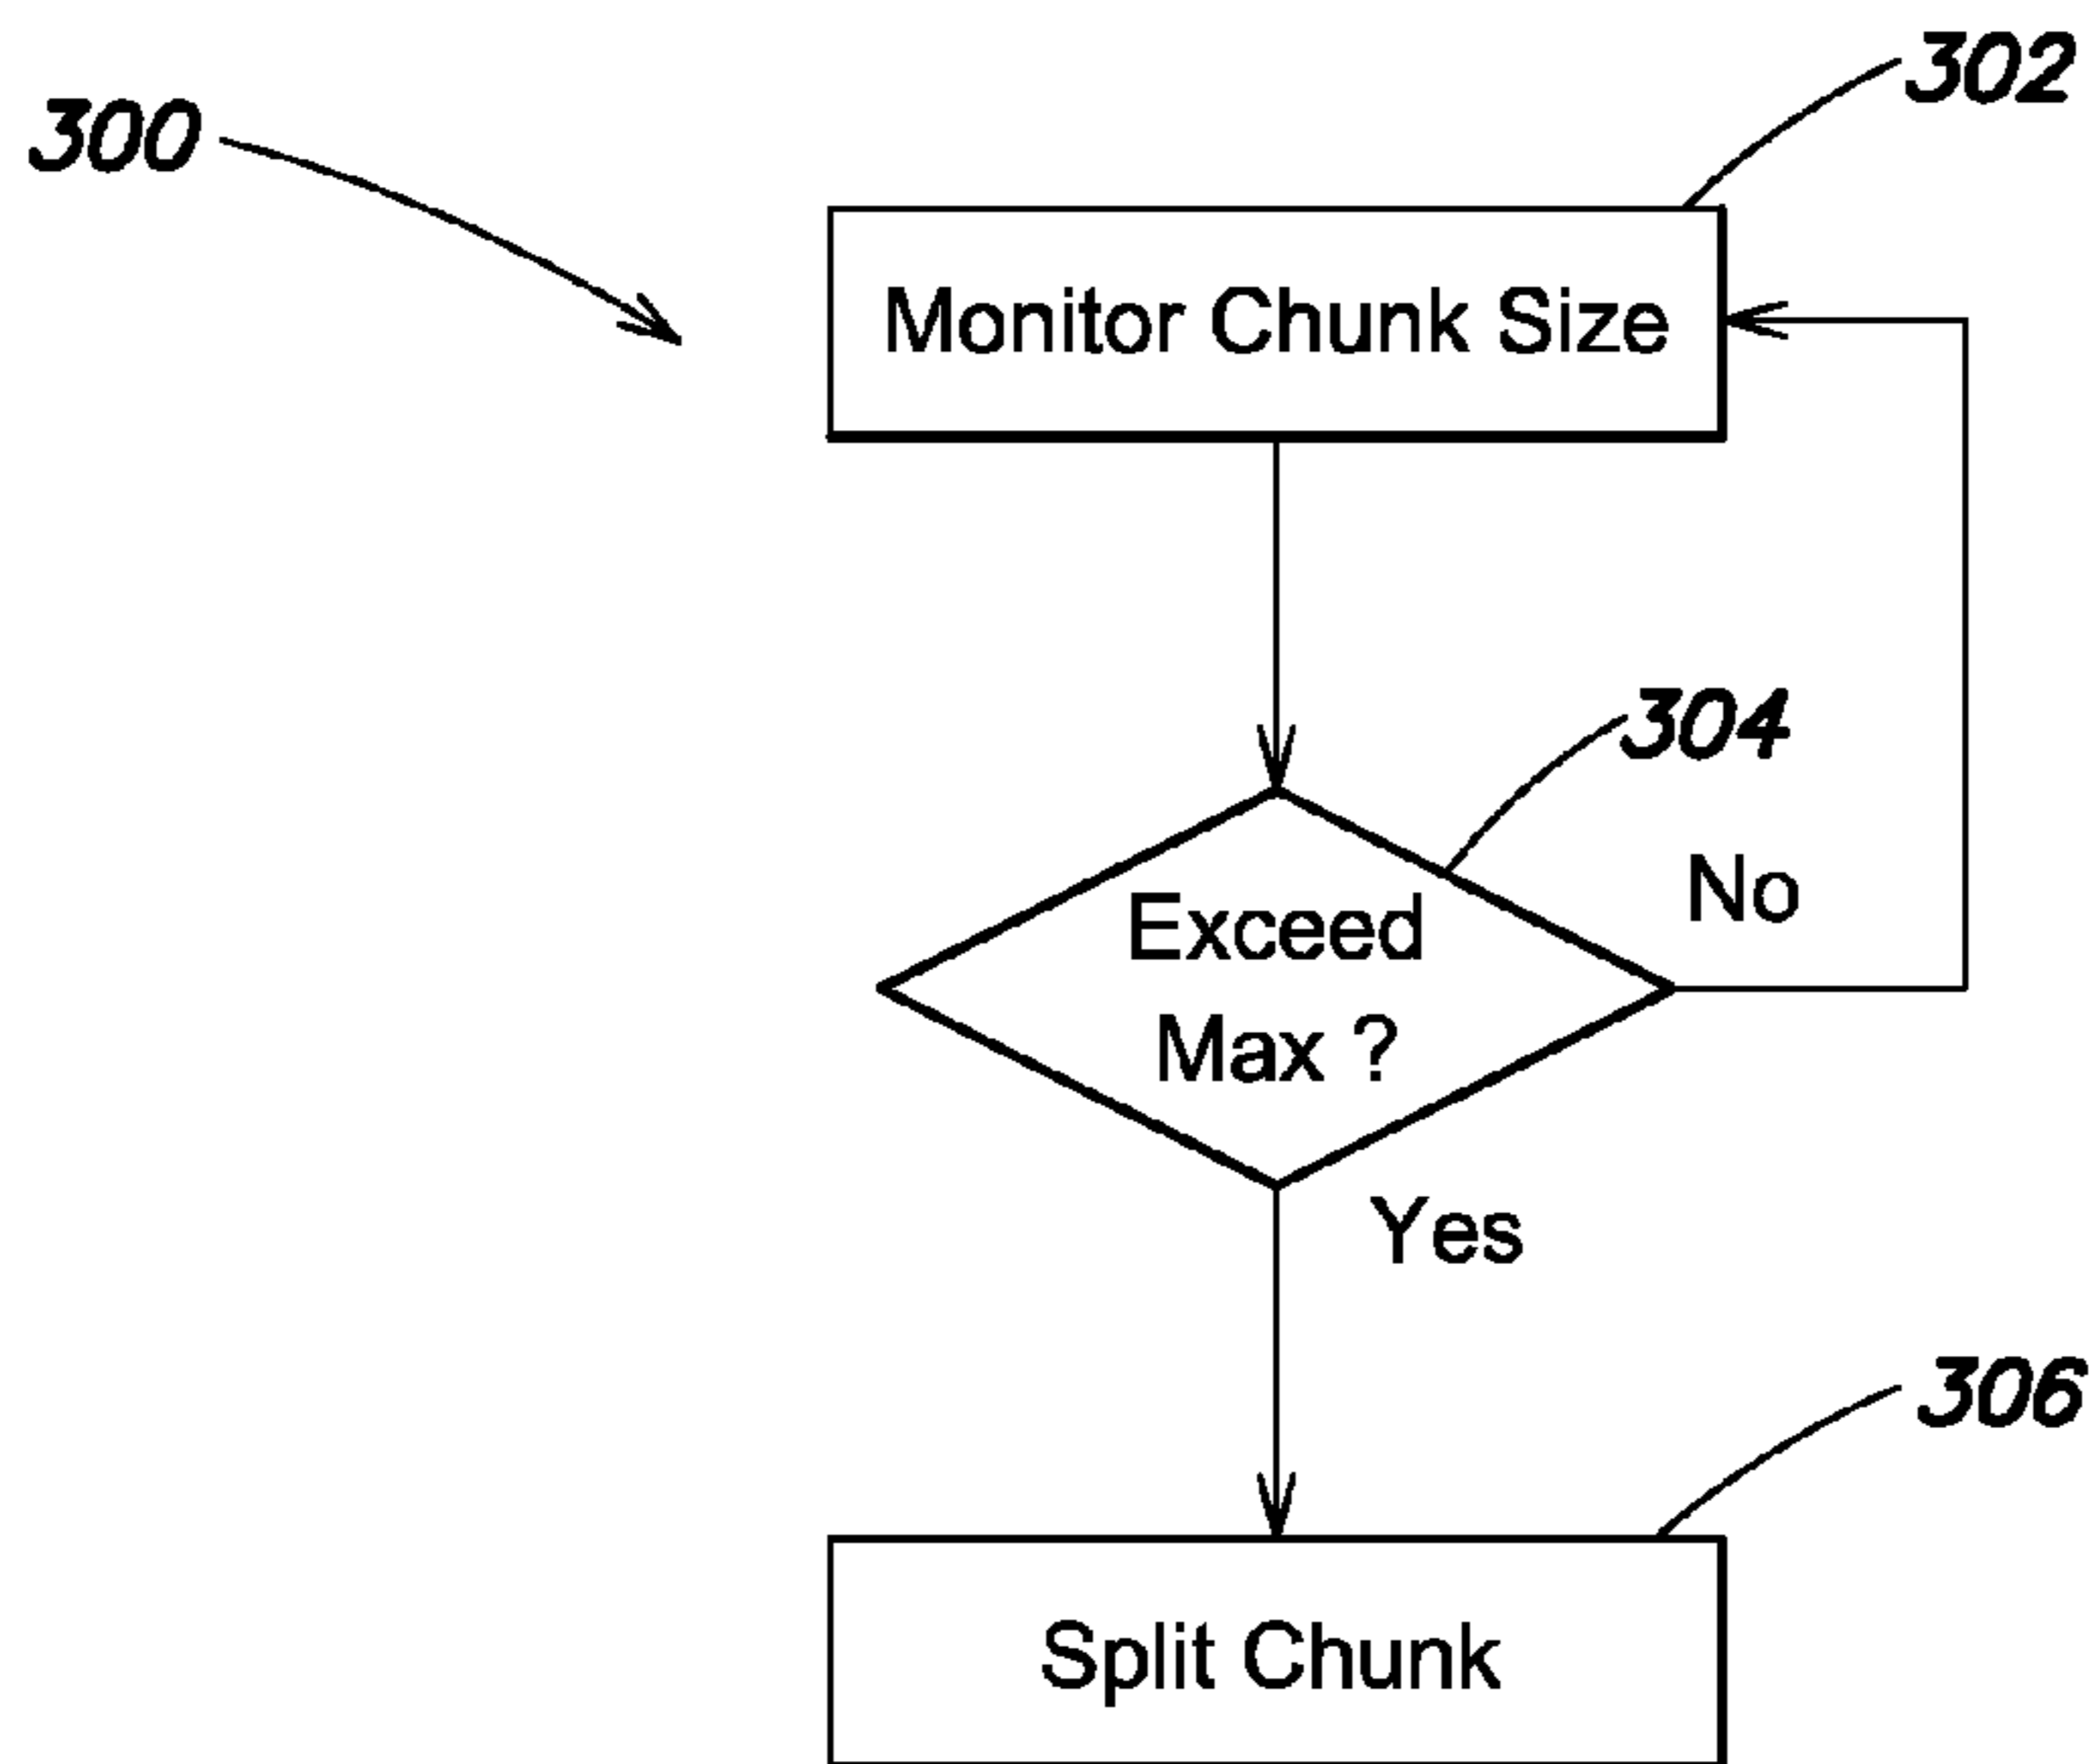 302
300
Monitor Chunk Size
304
No
Exceed
Max ?
Yes
306
Split Chunk